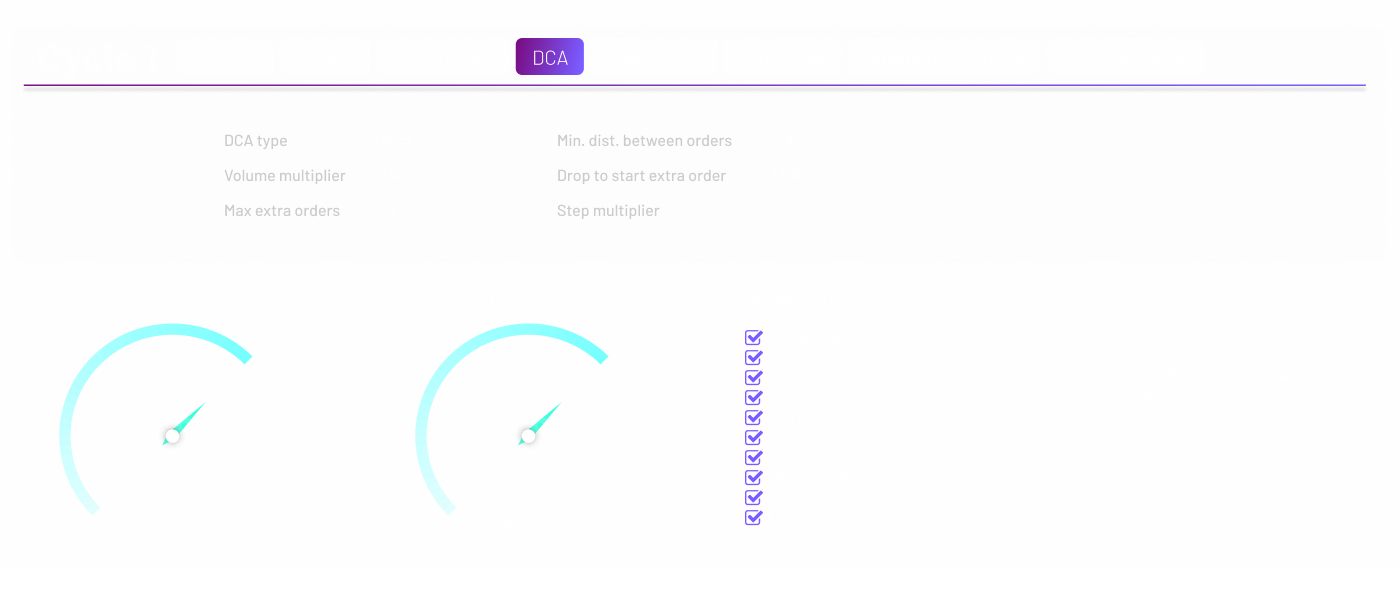 DCA
DCA type
Min. dist. between orders
Volume multiplier
Drop to start extra order
Max extra orders
Step multiplier